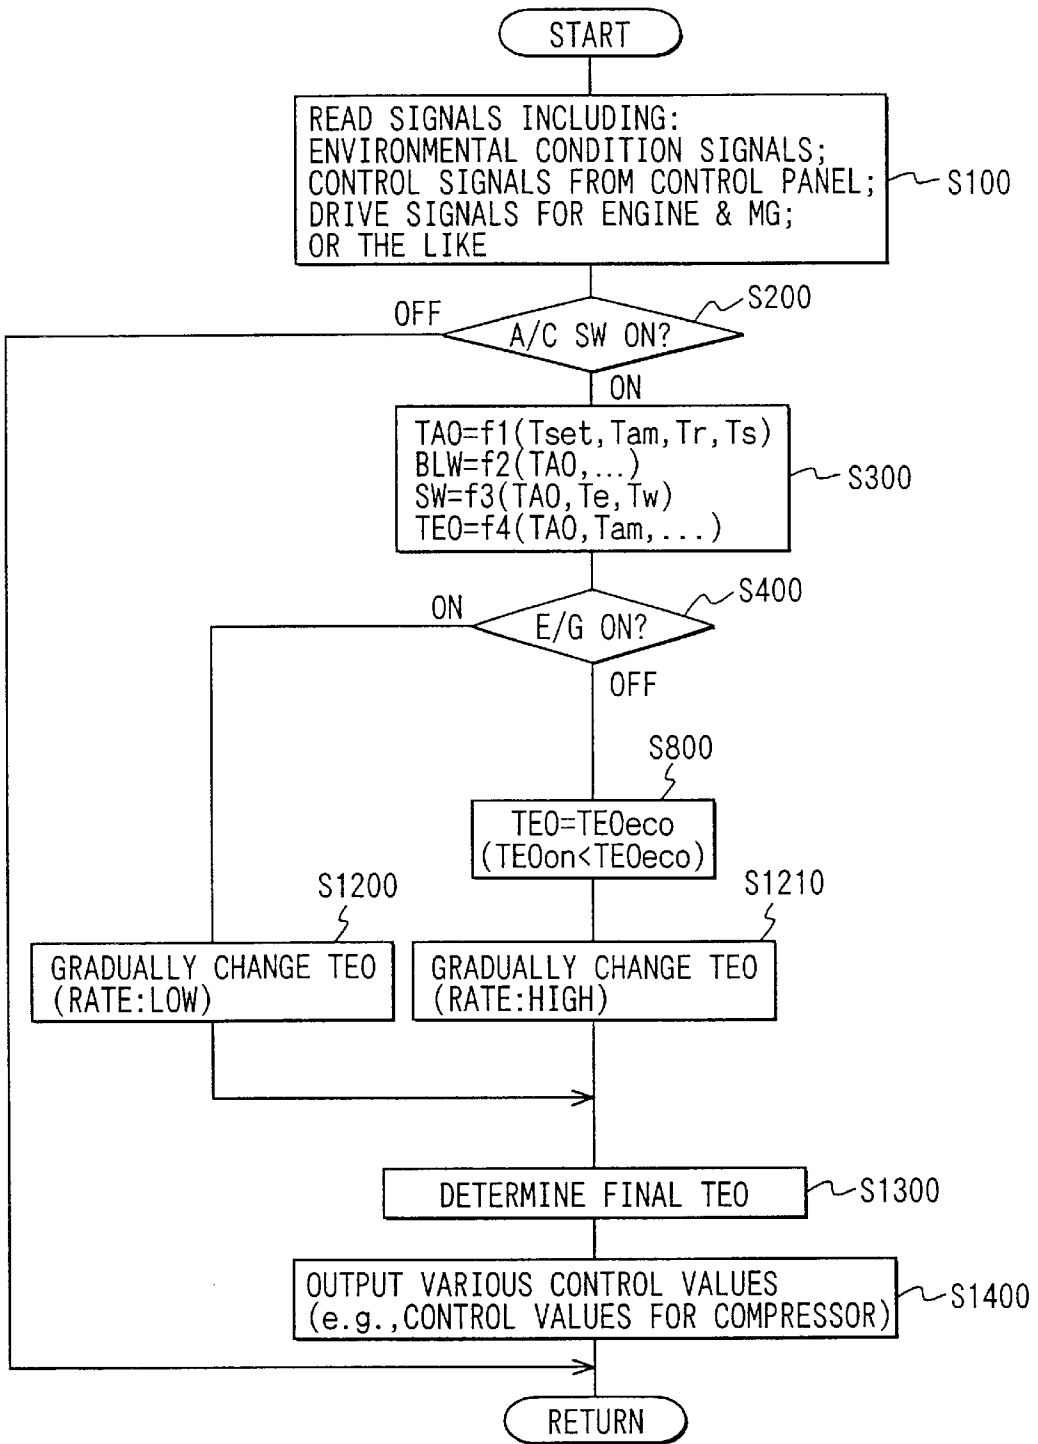 START
READ SIGNALS INCLUDING:
ENVIRONMENTAL CONDITION SIGNALS;
CONTROL SIGNALS FROM CONTROL PANEL;
DRIVE SIGNALS FOR ENGINE & MG;
OR THE LIKE
S100
S200
OFF
A/C SW ON?
ON
TAO=f1(Tset,Tam,Tr,Ts)
BLW=f2(TAO,...)
SW=f3(TAO,Te,Tw)
TEO=f4(TAO,Tam,...)
S300
S400
ON
E/G ON?
OFF
S800
TEO=TEOeco
(TEOon<TEOeco)
S1200
S1210
GRADUALLY CHANGE TEO
(RATE:LOW)
GRADUALLY CHANGE TEO
(RATE:HIGH)
DETERMINE FINAL TEO
S1300
OUTPUT VARIOUS CONTROL VALUES
(e.g.,CONTROL VALUES FOR COMPRESSOR)
S1400
RETURN